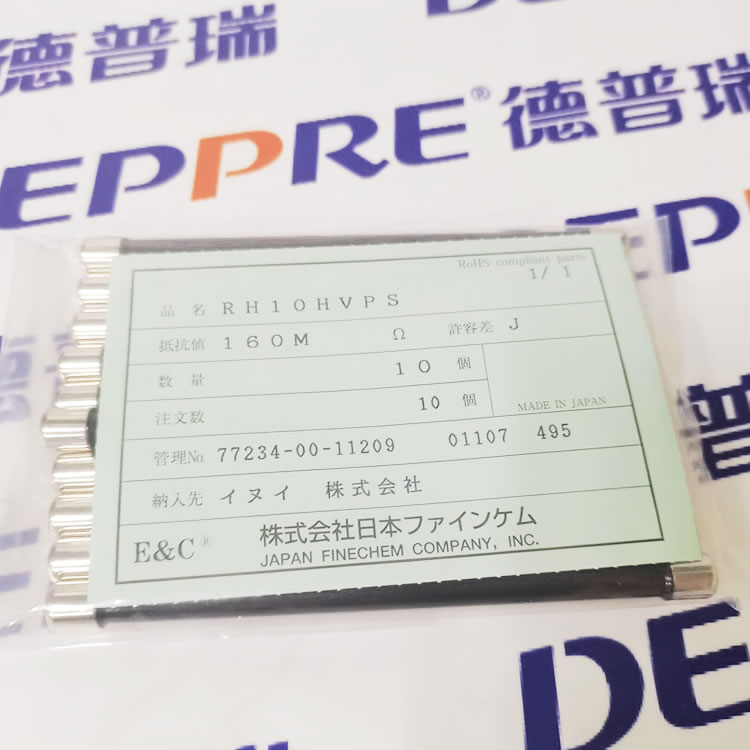 德普瑞
DEPPRE® 德普瑞
RoHS compliant parts
1/ 1
品 名 RH10HVPS
抵抗値 160M Ω 許容差 J
数 量 10 個
注文数 10 個
MADE IN JAPAN
管理No. 77234-00-11209 01107 495
納入先 イヌイ 株式会社
E&C® 株式会社日本ファインケム
JAPAN FINECHEM COMPANY, INC.